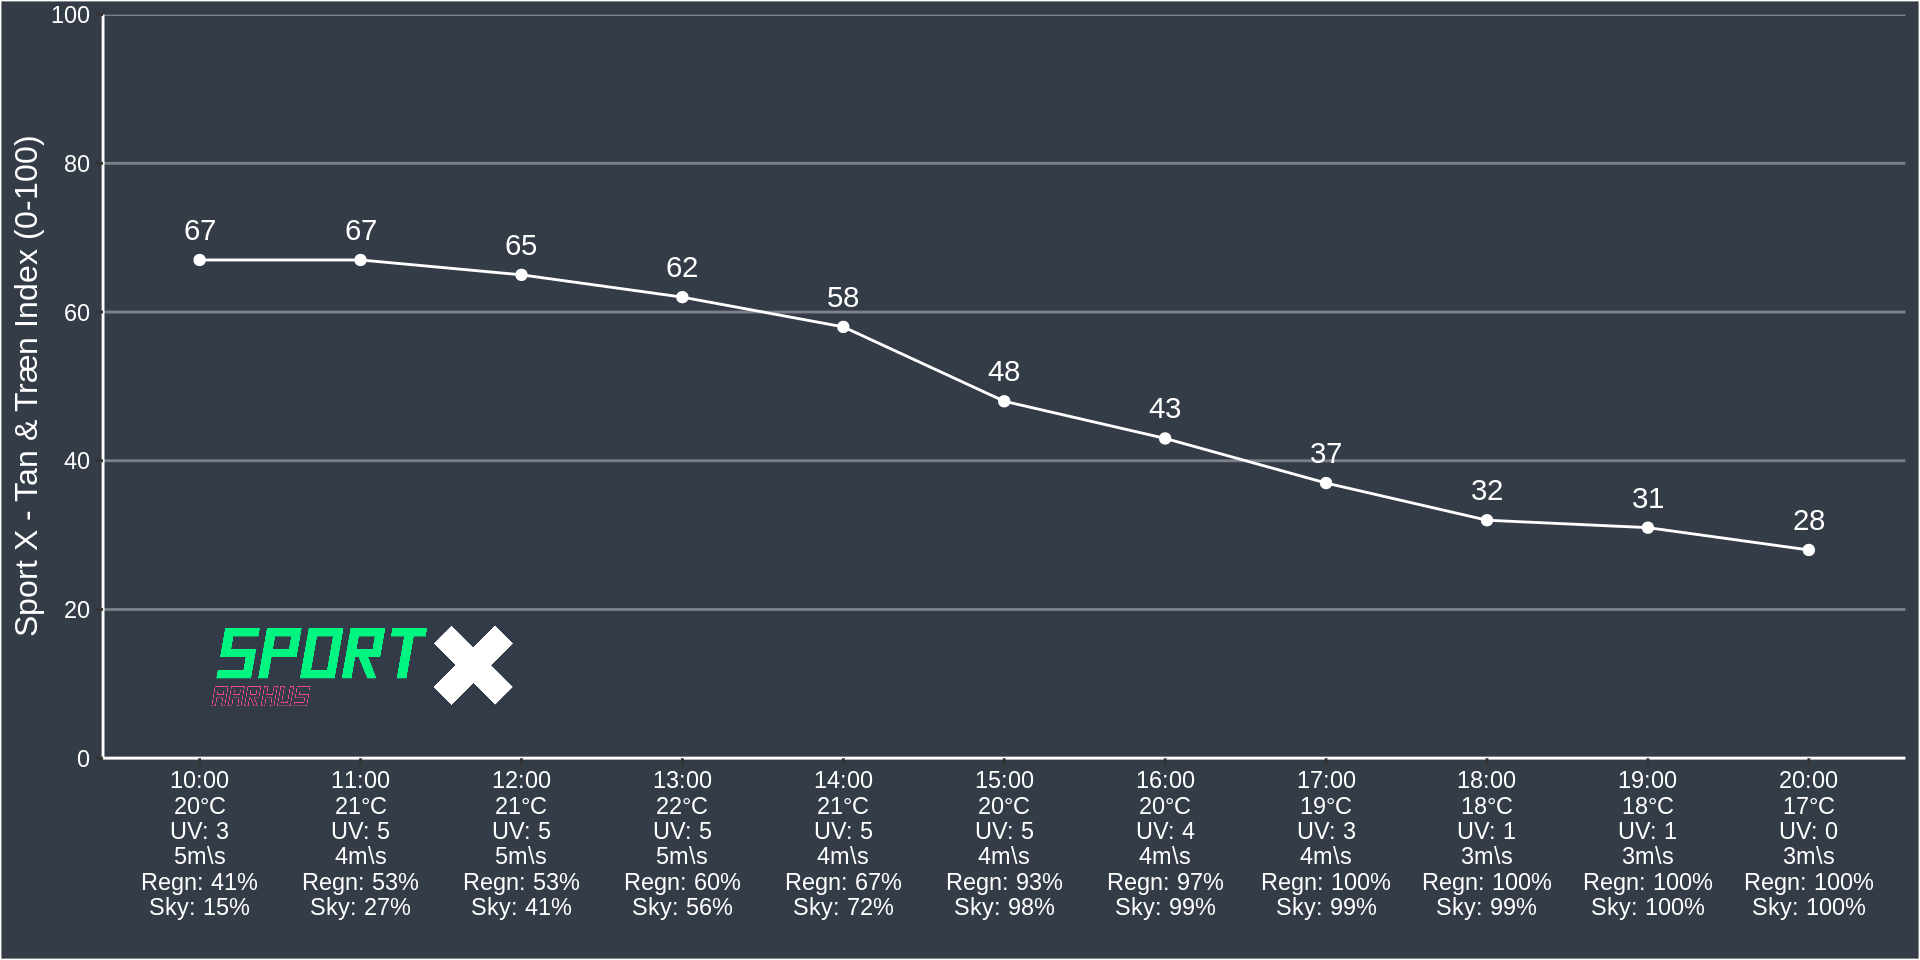 Sport X - Tan & Træn Index (0-100)
100
80
60
40
20
0
67
67
65
62
58
48
43
37
32
31
28
SPORT X
AARHUS
10:00 11:00 12:00 13:00 14:00 15:00 16:00 17:00 18:00 19:00 20:00
20°C 21°C 21°C 22°C 21°C 20°C 20°C 19°C 18°C 18°C 17°C
UV: 3 UV: 5 UV: 5 UV: 5 UV: 5 UV: 5 UV: 4 UV: 3 UV: 1 UV: 1 UV: 0
5m\s 4m\s 5m\s 5m\s 4m\s 4m\s 4m\s 4m\s 3m\s 3m\s 3m\s
Regn: 41% Regn: 53% Regn: 53% Regn: 60% Regn: 67% Regn: 93% Regn: 97% Regn: 100% Regn: 100% Regn: 100% Regn: 100%
Sky: 15% Sky: 27% Sky: 41% Sky: 56% Sky: 72% Sky: 98% Sky: 99% Sky: 99% Sky: 99% Sky: 100% Sky: 100%